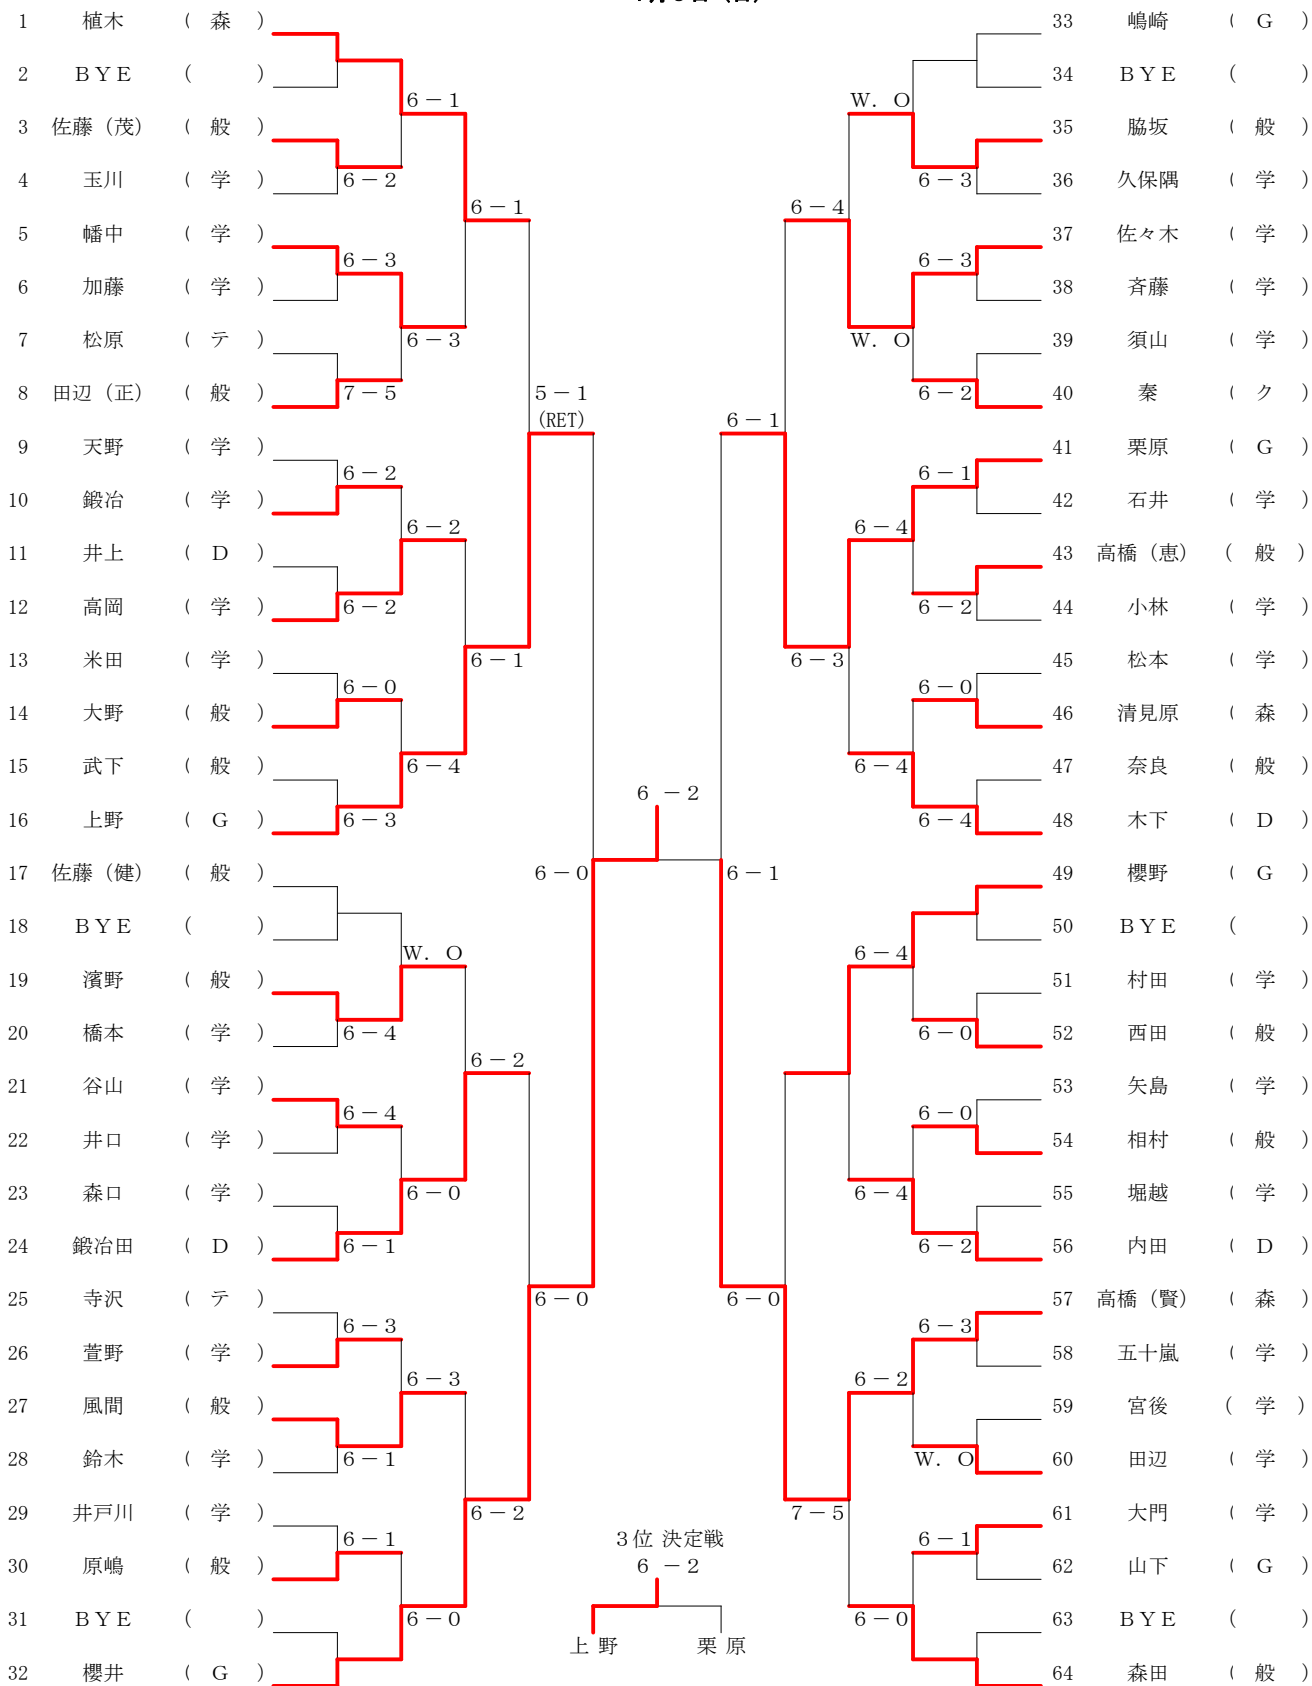 1 植木 ( 森 )
2 ＢＹＥ ( )
3 佐藤（茂） ( 般 )
4 玉川 ( 学 )
5 幡中 ( 学 )
6 加藤 ( 学 )
7 松原 ( テ )
8 田辺（正） ( 般 )
9 天野 ( 学 )
10 鍛冶 ( 学 )
11 井上 ( D )
12 高岡 ( 学 )
13 米田 ( 学 )
14 大野 ( 般 )
15 武下 ( 般 )
16 上野 ( G )
17 佐藤（健） ( 般 )
18 ＢＹＥ ( )
19 濱野 ( 般 )
20 橋本 ( 学 )
21 谷山 ( 学 )
22 井口 ( 学 )
23 森口 ( 学 )
24 鍛冶田 ( D )
25 寺沢 ( テ )
26 萱野 ( 学 )
27 風間 ( 般 )
28 鈴木 ( 学 )
29 井戸川 ( 学 )
30 原嶋 ( 般 )
31 ＢＹＥ ( )
32 櫻井 ( G )
6－2
6－3
7－5
6－2
6－2
6－0
6－3
6－4
6－4
6－1
6－3
6－1
6－1
6－1
6－3
6－2
6－4
W．O
6－0
6－3
6－0
6－1
6－1
6－2
6－2
5－1
(RET)
6－0
6－0
6 －2
6－1
6－1
6－0
6－4
6－3
7－5
W．O
W．O
6－4
6－4
6－4
6－4
6－2
6－0
6－3
6－3
6－2
6－1
6－2
6－0
6－4
6－0
6－0
6－2
6－3
W．O
6－1
33 嶋崎 ( G )
34 ＢＹＥ ( )
35 脇坂 ( 般 )
36 久保隅 ( 学 )
37 佐々木 ( 学 )
38 斉藤 ( 学 )
39 須山 ( 学 )
40 秦 ( ク )
41 栗原 ( G )
42 石井 ( 学 )
43 高橋（恵） ( 般 )
44 小林 ( 学 )
45 松本 ( 学 )
46 清見原 ( 森 )
47 奈良 ( 般 )
48 木下 ( D )
49 櫻野 ( G )
50 ＢＹＥ ( )
51 村田 ( 学 )
52 西田 ( 般 )
53 矢島 ( 学 )
54 相村 ( 般 )
55 堀越 ( 学 )
56 内田 ( D )
57 高橋（賢） ( 森 )
58 五十嵐 ( 学 )
59 宮後 ( 学 )
60 田辺 ( 学 )
61 大門 ( 学 )
62 山下 ( G )
63 ＢＹＥ ( )
64 森田 ( 般 )
３位 決定戦
6 －2
上 野 栗 原